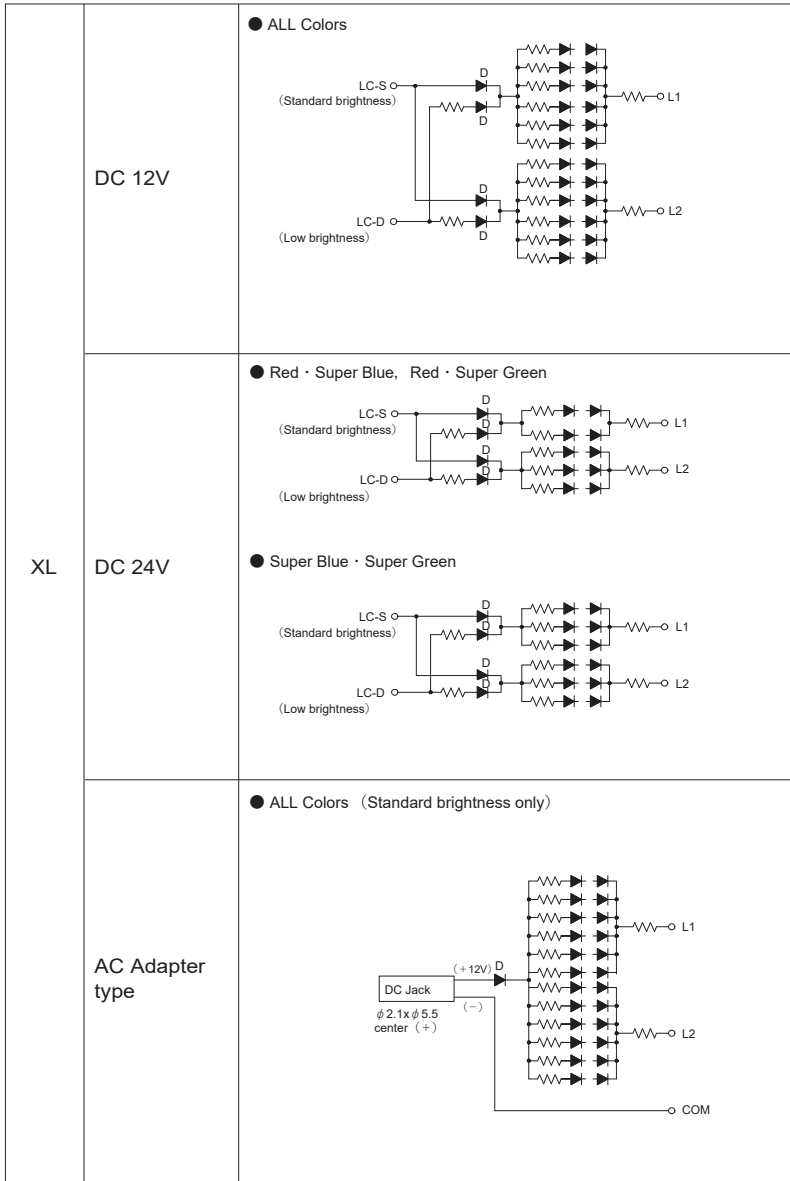 XL
DC 12V
● ALL Colors
LC-S
(Standard brightness)
D
D
L1
D
LC-D
D
(Low brightness)
L2
DC 24V
● Red・Super Blue, Red・Super Green
D
LC-S
(Standard brightness)
D
L1
D
LC-D
D
(Low brightness)
L2
● Super Blue・Super Green
D
LC-S
(Standard brightness)
D
L1
D
LC-D
D
(Low brightness)
L2
AC Adapter
type
● ALL Colors (Standard brightness only)
L1
(+12V) D
DC Jack
(-)
φ2.1xφ5.5
center (+)
L2
COM